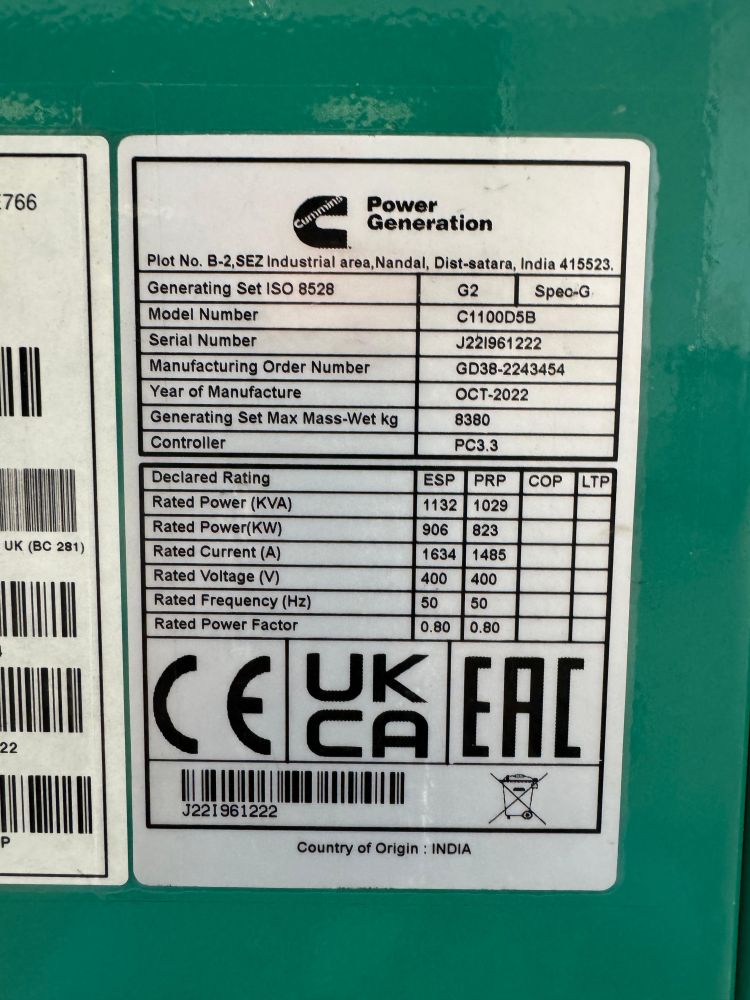 766
UK (BC 281)
22
P
Cummins
Power
Generation
Plot No. B-2,SEZ Industrial area,Nandal, Dist-satara, India 415523.
Generating Set ISO 8528 G2 Spec-G
Model Number C1100D5B
Serial Number J22I961222
Manufacturing Order Number GD38-2243454
Year of Manufacture OCT-2022
Generating Set Max Mass-Wet kg 8380
Controller PC3.3
Declared Rating ESP PRP COP LTP
Rated Power (KVA) 1132 1029
Rated Power(KW) 906 823
Rated Current (A) 1634 1485
Rated Voltage (V) 400 400
Rated Frequency (Hz) 50 50
Rated Power Factor 0.80 0.80
CE UK CA EAC
J22I961222
Country of Origin : INDIA